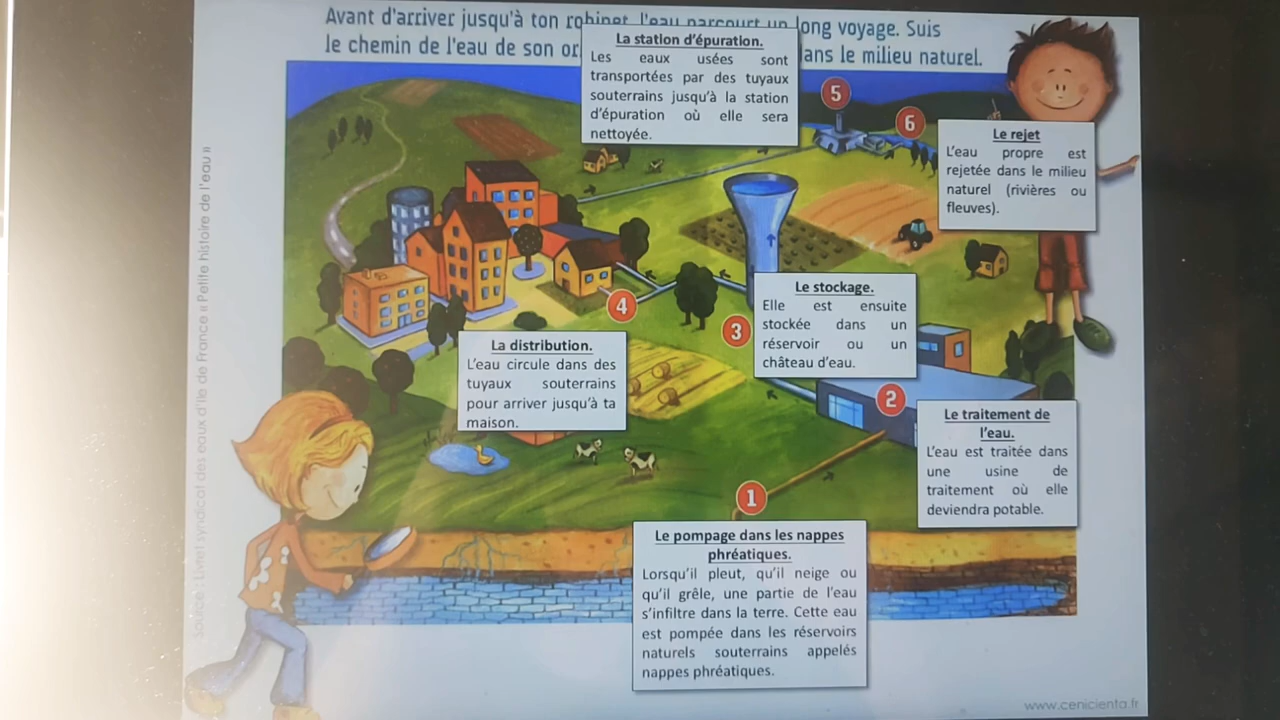 Avant d'arriver jusqu'à ton robinet, l'eau parcourt un long voyage. Suis
le chemin de l'eau de son dans le milieu naturel.
La station d'épuration.
Les eaux usées sont
transportées par des tuyaux
souterrains jusqu'à la station
d'épuration où elle sera
nettoyée.
5
6
Le rejet
L'eau propre est
rejetée dans le milieu
naturel (rivières ou
fleuves).
4
3
Le stockage.
Elle est ensuite
stockée dans un
réservoir ou un
château d'eau.
La distribution.
L'eau circule dans des
tuyaux souterrains
pour arriver jusqu'à ta
maison.
2
Le traitement de
l'eau.
L'eau est traitée dans
une usine de
traitement où elle
deviendra potable.
1
Le pompage dans les nappes
phréatiques.
Lorsqu'il pleut, qu'il neige ou
qu'il grêle, une partie de l'eau
s'infiltre dans la terre. Cette eau
est pompée dans les réservoirs
naturels souterrains appelés
nappes phréatiques.
Source : Livret syndicat des eaux d'Ile de France « Petite histoire de l'eau »
www.cenicienta.fr